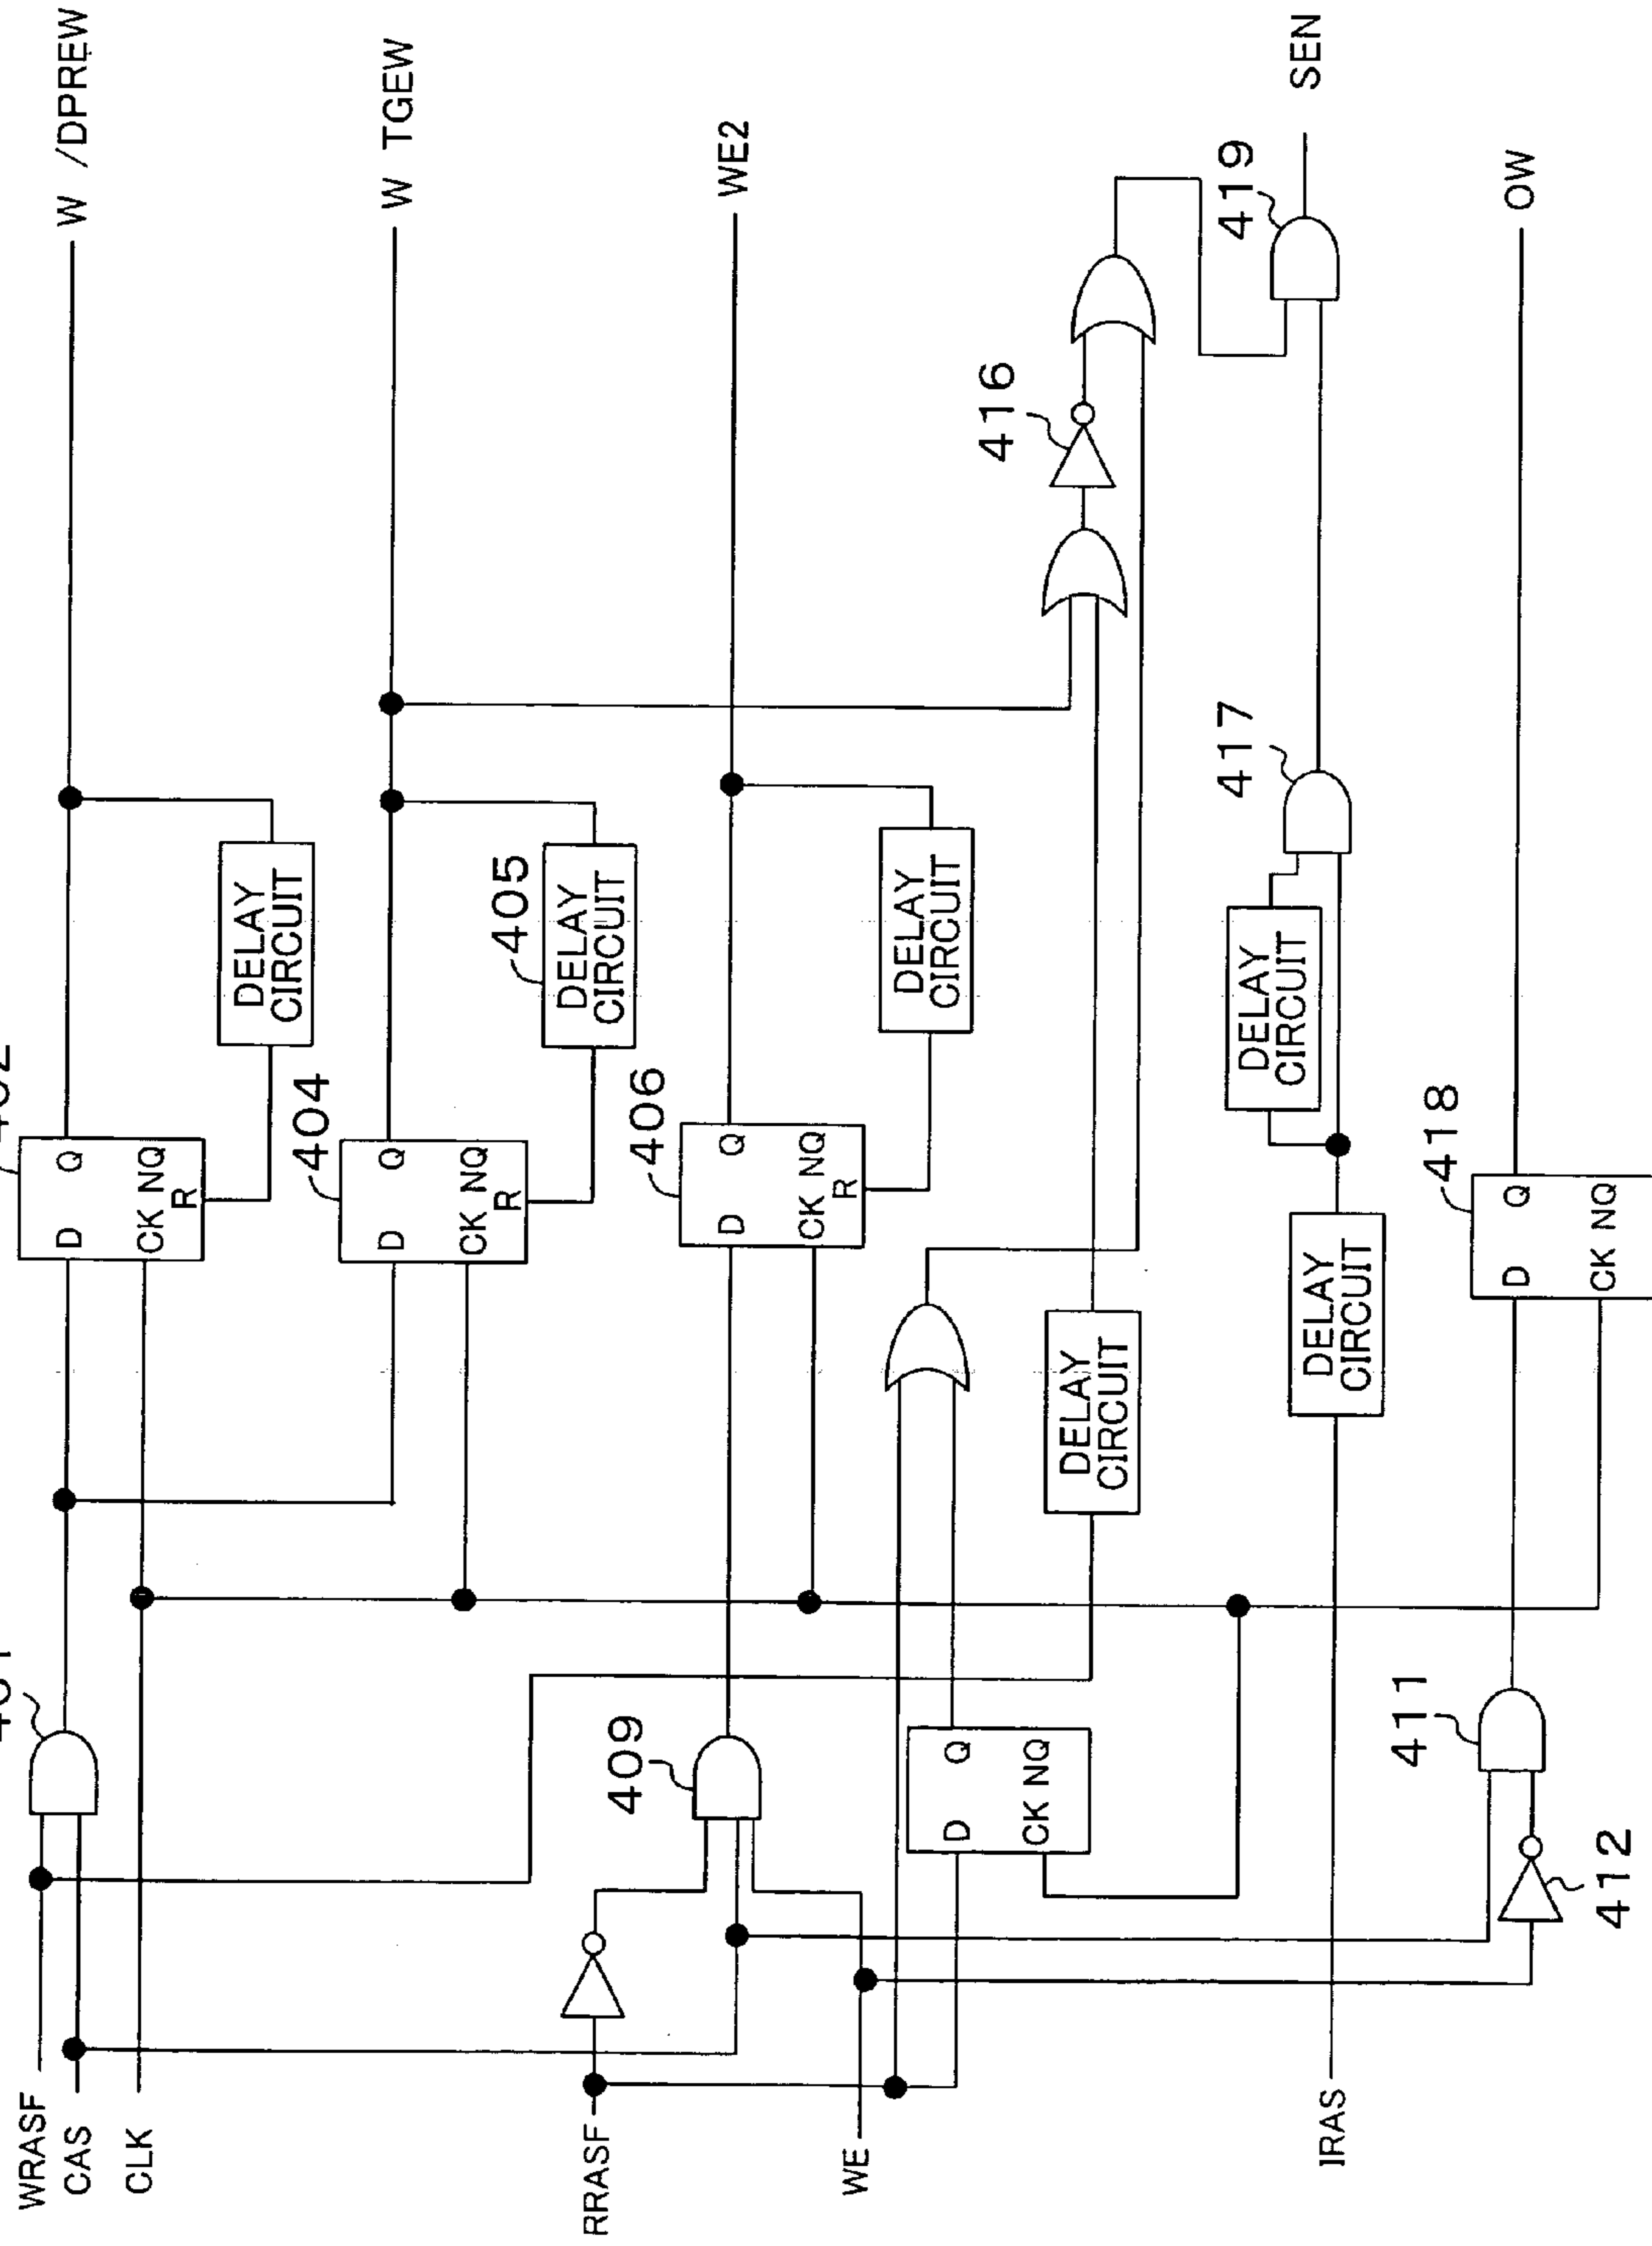 WRASF
CAS
CLK
D Q
CK NQ
R
DELAY
CIRCUIT
W /DPREW
404
D Q
CK NQ
R
405
DELAY
CIRCUIT
W TGEW
RRASF
409
406
D Q
CK NQ
R
DELAY
CIRCUIT
WE2
WE
D Q
CK NQ
DELAY
CIRCUIT
416
IRAS
DELAY
CIRCUIT
DELAY
CIRCUIT
417
419
SEN
412
411
418
D Q
CK NQ
OW